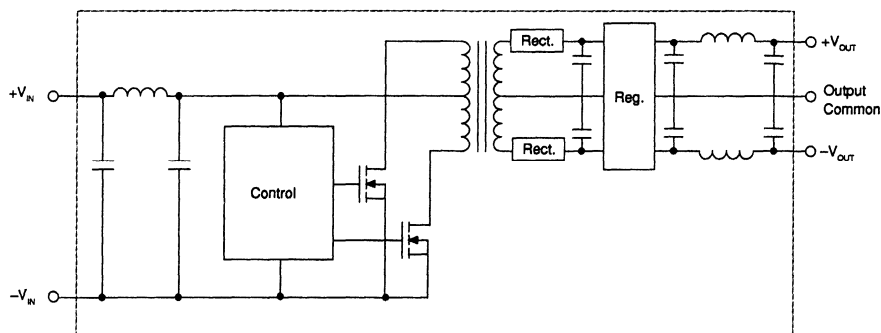 Rect.
+V_OUT
+V_IN
Reg.
Output
Common
Rect.
−V_OUT
Control
−V_IN